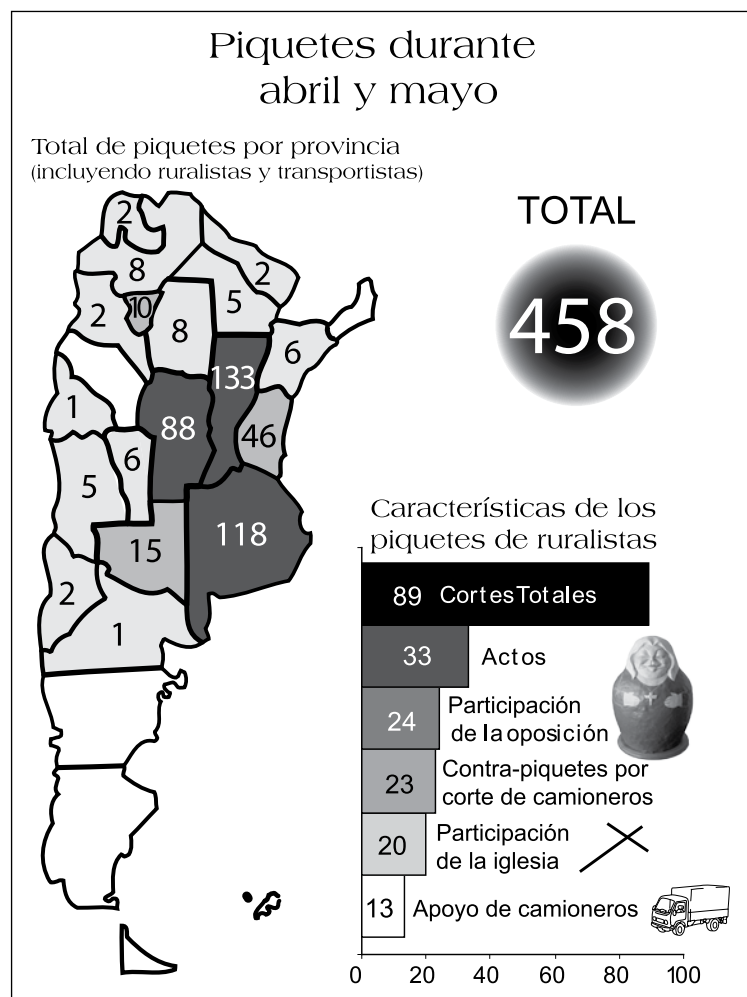 Piquetes durante
abril y mayo
Total de piquetes por provincia
(incluyendo ruralistas y transportistas)
TOTAL
458
2
8
2
5
10
2
8
6
133
1
88
46
6
5
118
15
2
1
Características de los
piquetes de ruralistas
89 Cortes Totales
33 Actos
24 Participación
de la oposición
23 Contra-piquetes por
corte de camioneros
20 Participación
de la iglesia
13 Apoyo de camioneros
0 20 40 60 80 100